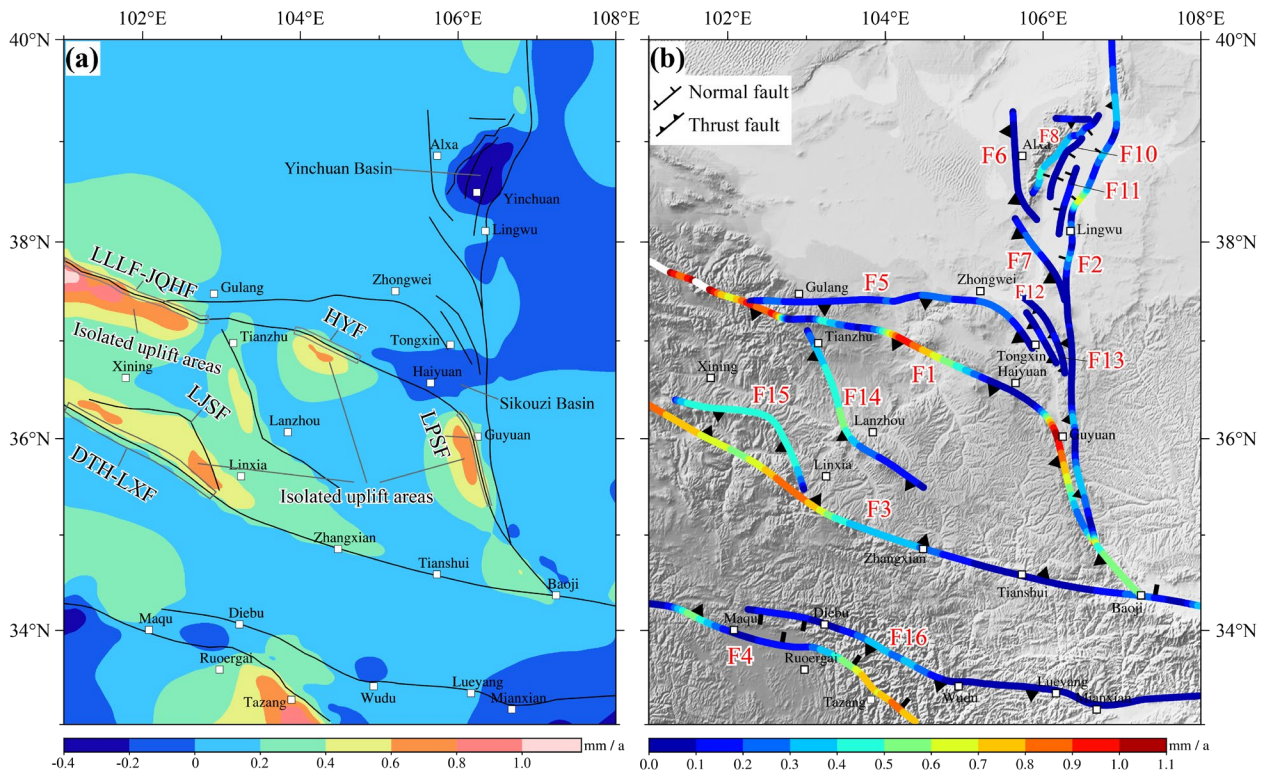 102°E 104°E 106°E 108°E
102°E 104°E 106°E 108°E
40°N
38°N
36°N
34°N
(a)
Alxa
Yinchuan Basin
Yinchuan
Lingwu
LLLF-JQHF
Gulang
Zhongwei
HYF
Isolated uplift areas
Tianzhu
Tongxin
Xining
Haiyuan
Sikouzi Basin
LJSF
Lanzhou
LPSF
Guyuan
DTH-LXF
Linxia
Isolated uplift areas
Zhangxian
Tianshui
Baoji
Maqu
Diebu
Ruoergai
Tazang
Wudu
Lueyang
Mianxian
-0.4 -0.2 0 0.2 0.4 0.6 0.8 1.0
mm / a
(b)
Normal fault
Thrust fault
40°N
38°N
36°N
34°N
F8
Alxa
F6
F10
F11
Lingwu
F7
F2
Gulang
F5
Zhongwei
F12
Tianzhu
Tongxin
F13
Xining
F1
Haiyuan
F15
F14
Lanzhou
Guyuan
Linxia
F3
Zhangxian
Tianshui
Baoji
Maqu
Diebu
F4
F16
Ruoergai
Tazang
Wudu
Lueyang
Mianxian
0.0 0.1 0.2 0.3 0.4 0.5 0.6 0.7 0.8 0.9 1.0 1.1
mm / a